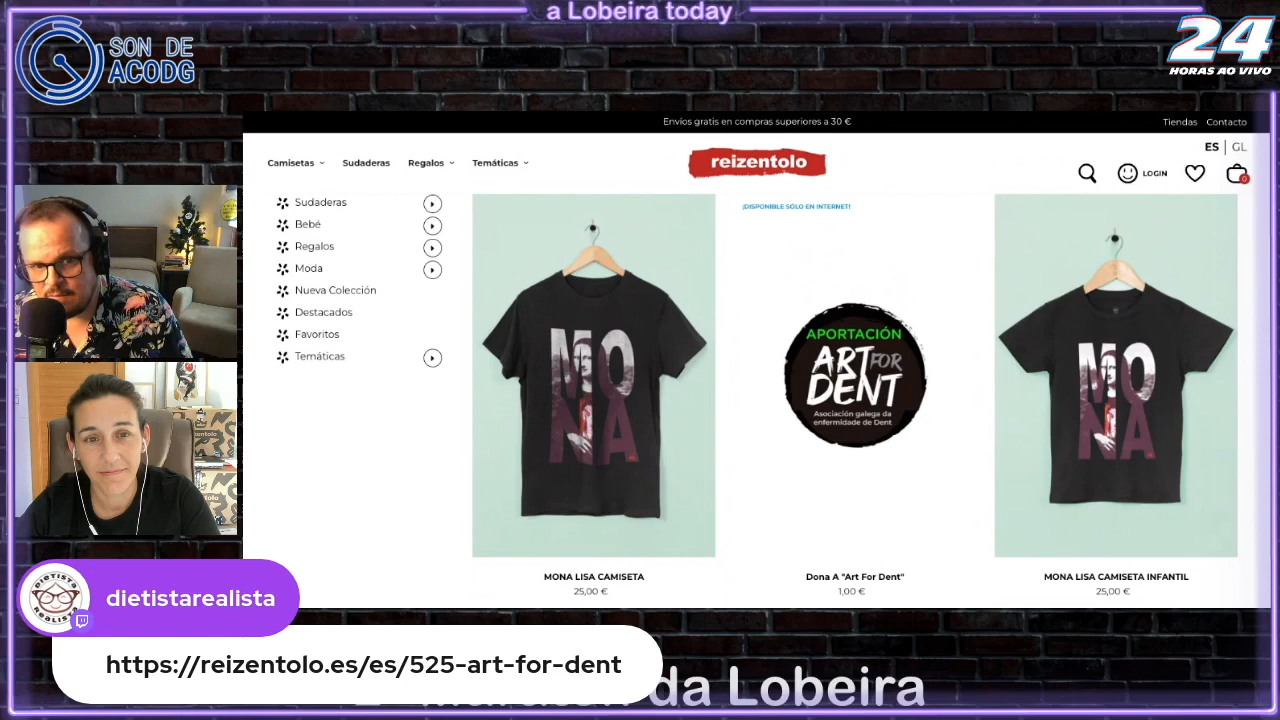 a Lobeira today
SON DE
ACODG
24
HORAS AO VIVO
Envíos gratis en compras superiores a 30 €
Tiendas Contacto
ES | GL
Camisetas Sudaderas Regalos Temáticas
reizentolo
LOGIN
0
Sudaderas
Bebé
Regalos
Moda
Nueva Colección
Destacados
Favoritos
Temáticas
¡DISPONIBLE SÓLO EN INTERNET!
MO
NA
APORTACIÓN
ART FOR
DENT
Asociación galega da
enfermidade de Dent
MO
NA
MONA LISA CAMISETA
25,00 €
Dona A "Art For Dent"
1,00 €
MONA LISA CAMISETA INFANTIL
25,00 €
DIETISTA
REALISTA
dietistarealista
https://reizentolo.es/es/525-art-for-dent
da Lobeira